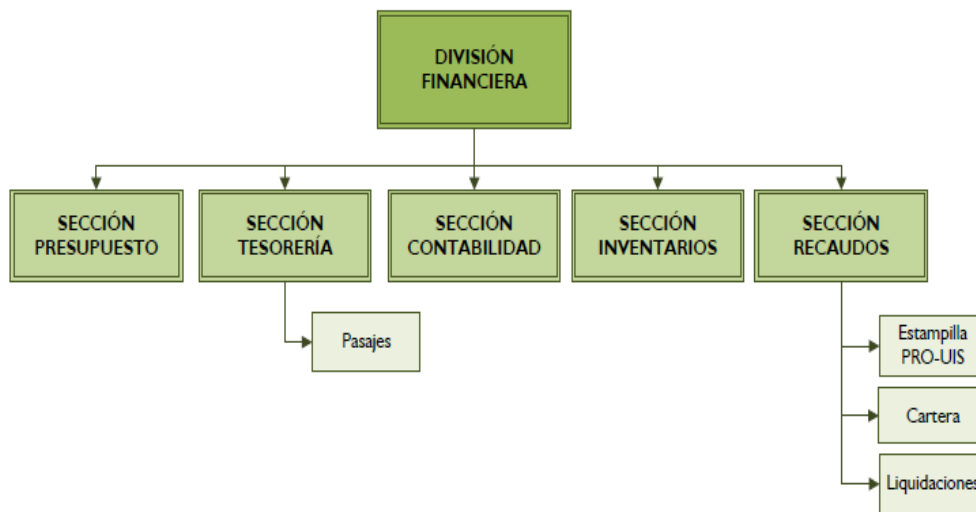 DIVISIÓN
FINANCIERA
SECCIÓN
PRESUPUESTO
SECCIÓN
TESORERÍA
SECCIÓN
CONTABILIDAD
SECCIÓN
INVENTARIOS
SECCIÓN
RECAUDOS
Pasajes
Estampilla
PRO-UIS
Cartera
Liquidaciones